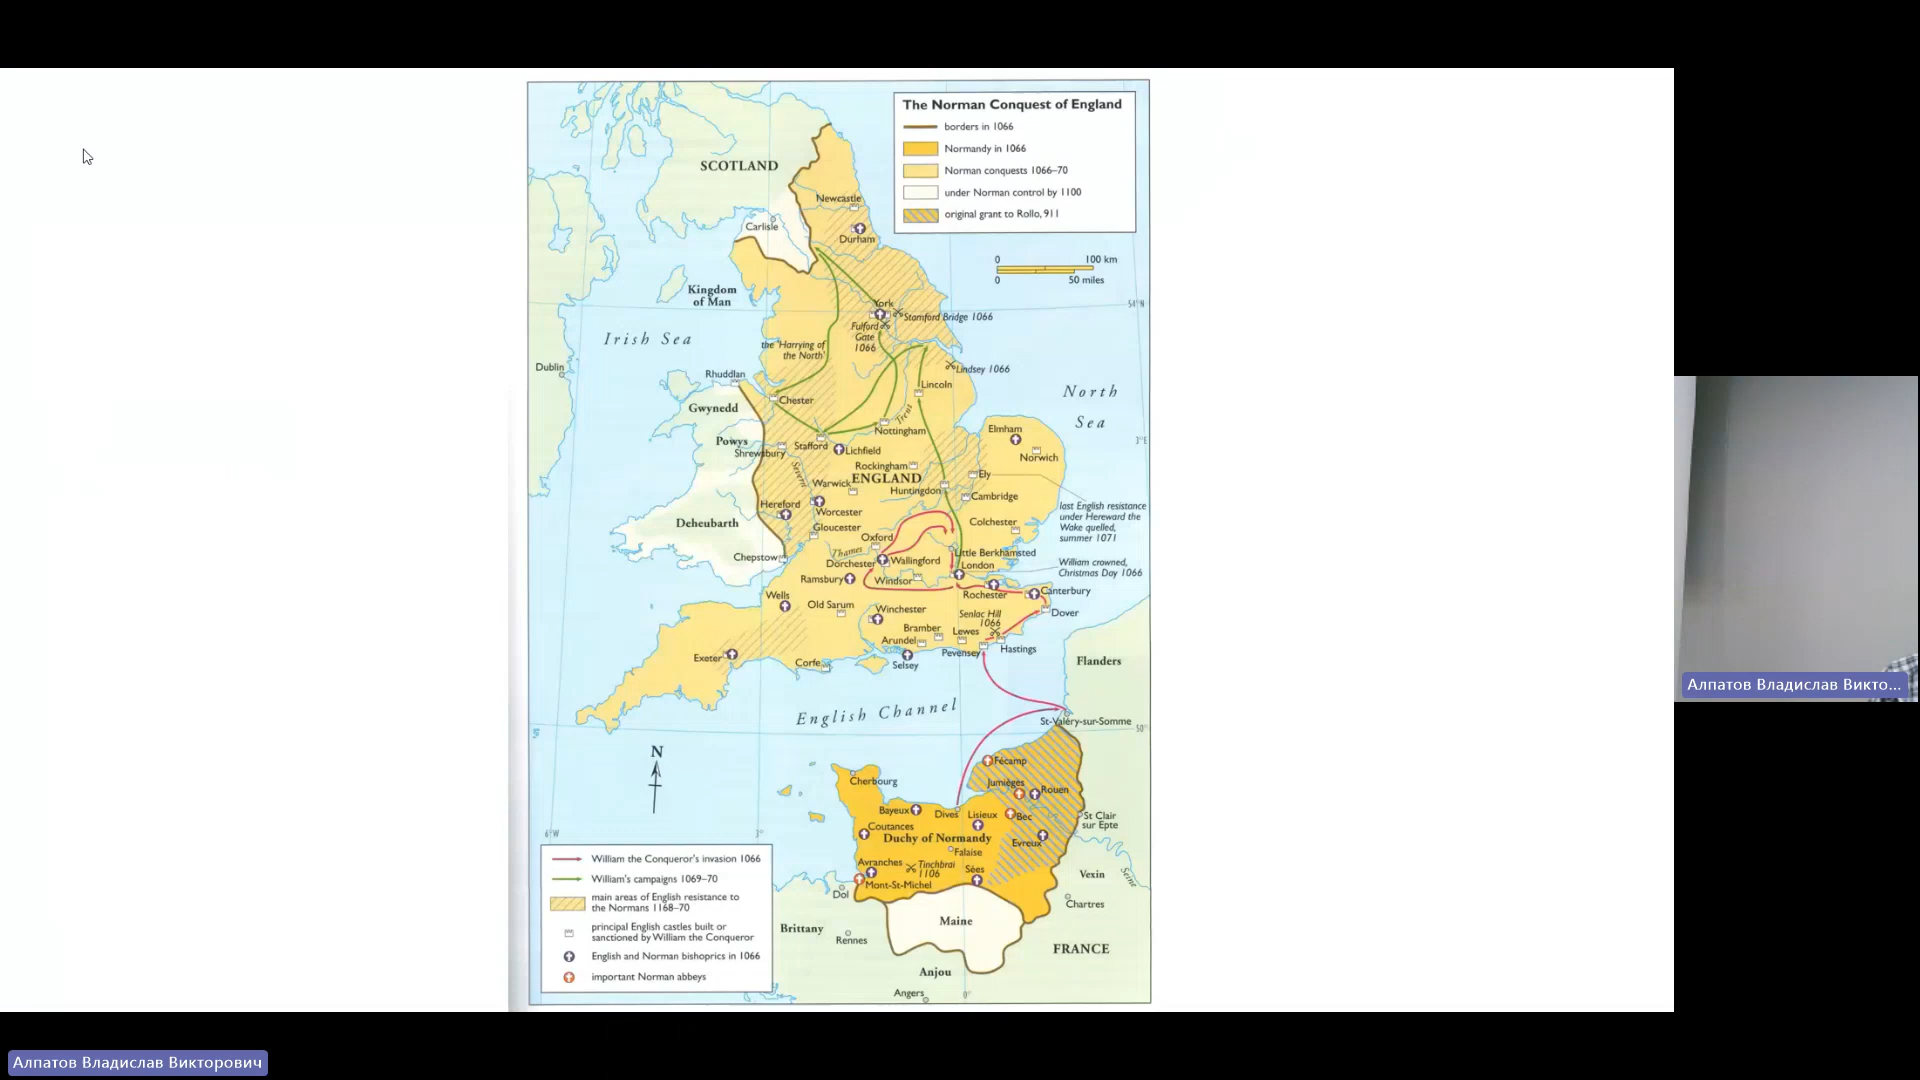 The Norman Conquest of England
borders in 1066
Normandy in 1066
Norman conquests 1066–70
under Norman control by 1100
original grant to Rollo, 911
0 100 km
0 50 miles
SCOTLAND
Newcastle
Carlisle
Durham
Kingdom
of Man
54°N
York
Stamford Bridge 1066
Fulford
Gate
1066
Irish Sea
the 'Harrying of
the North'
Dublin
Lindsey 1066
Rhuddlan
Lincoln
North
Sea
Chester
Gwynedd
Trent
Nottingham
Elmham
3°E
Powys
Stafford
Lichfield
Shrewsbury
Norwich
Severn
Rockingham
ENGLAND
Ely
Warwick
Huntingdon
Cambridge
Hereford
Worcester
last English resistance
under Hereward the
Wake quelled,
summer 1071
Deheubarth
Gloucester
Colchester
Oxford
Thames
Little Berkhamsted
Chepstow
Dorchester
Wallingford
London
William crowned,
Christmas Day 1066
Ramsbury
Windsor
Rochester
Canterbury
Wells
Old Sarum
Winchester
Senlac Hill
1066
Dover
Bramber
Lewes
Arundel
Pevensey
Hastings
Exeter
Corfe
Selsey
Flanders
English Channel
St-Valéry-sur-Somme
50°
N
Fécamp
Cherbourg
Jumièges
Rouen
Bayeux
Dives
Lisieux
Bec
St Clair
sur Epte
Coutances
Duchy of Normandy
Evreux
6°W
3°
Falaise
Avranches
Tinchbrai
1106
Sées
Vexin
Seine
Mont-St-Michel
Dol
Chartres
Maine
Brittany
Rennes
FRANCE
Anjou
Angers
0°
William the Conqueror's invasion 1066
William's campaigns 1069–70
main areas of English resistance to
the Normans 1168–70
principal English castles built or
sanctioned by William the Conqueror
English and Norman bishoprics in 1066
important Norman abbeys
Алпатов Владислав Викто...
Алпатов Владислав Викторович